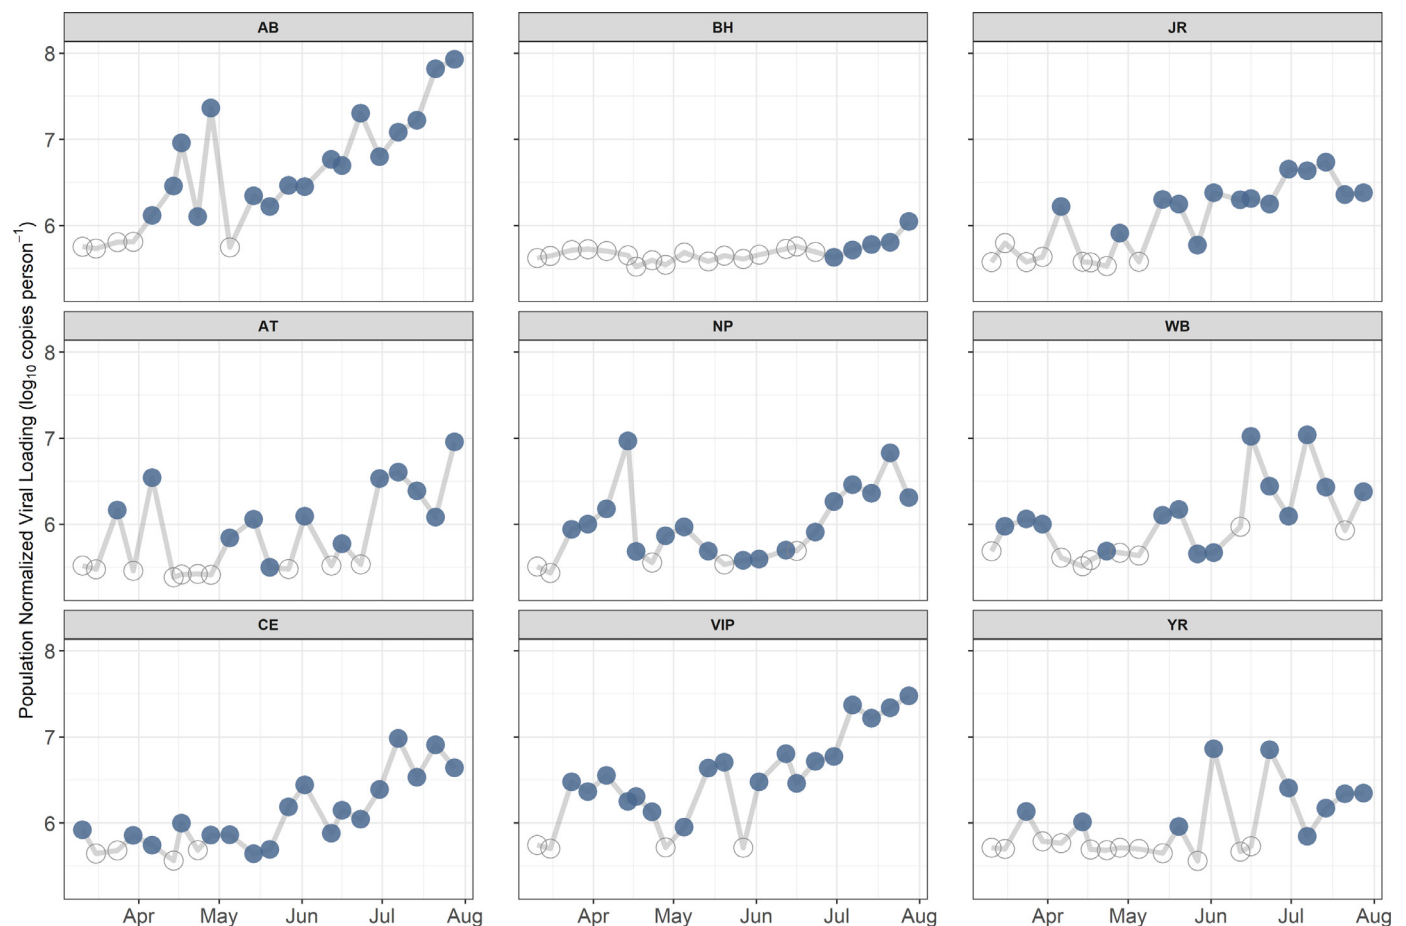 AB BH JR
8
7
6
AT NP WB
8
7
6
CE VIP YR
8
7
6
Apr May Jun Jul Aug Apr May Jun Jul Aug Apr May Jun Jul Aug
Population Normalized Viral Loading (log₁₀ copies person⁻¹)